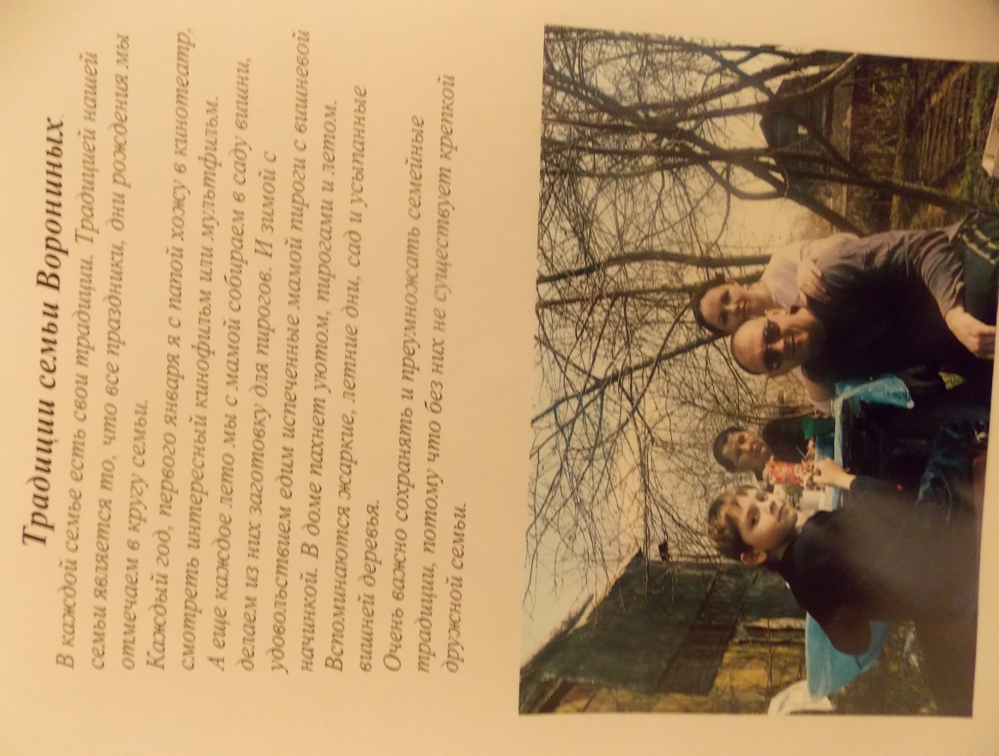 Традиции семьи Ворониных.
В каждой семье есть свои традиции. Традицией нашей
семьи является то, что все праздники, дни рождения мы
отмечаем в кругу семьи.
Каждый год, первого января я с папой хожу в кинотеатр,
смотреть интересный кинофильм или мультфильм.
А еще каждое лето мы с мамой собираем в саду вишни,
делаем из них заготовку для пирогов. И зимой с
удовольствием едим испеченные мамой пироги с вишневой
начинкой. В доме пахнет уютом, пирогами и летом.
Вспоминаются жаркие, летние дни, сад и усыпанные
вишней деревья.
Очень важно сохранять и преумножать семейные
традиции, потому что без них не существует крепкой
дружной семьи.